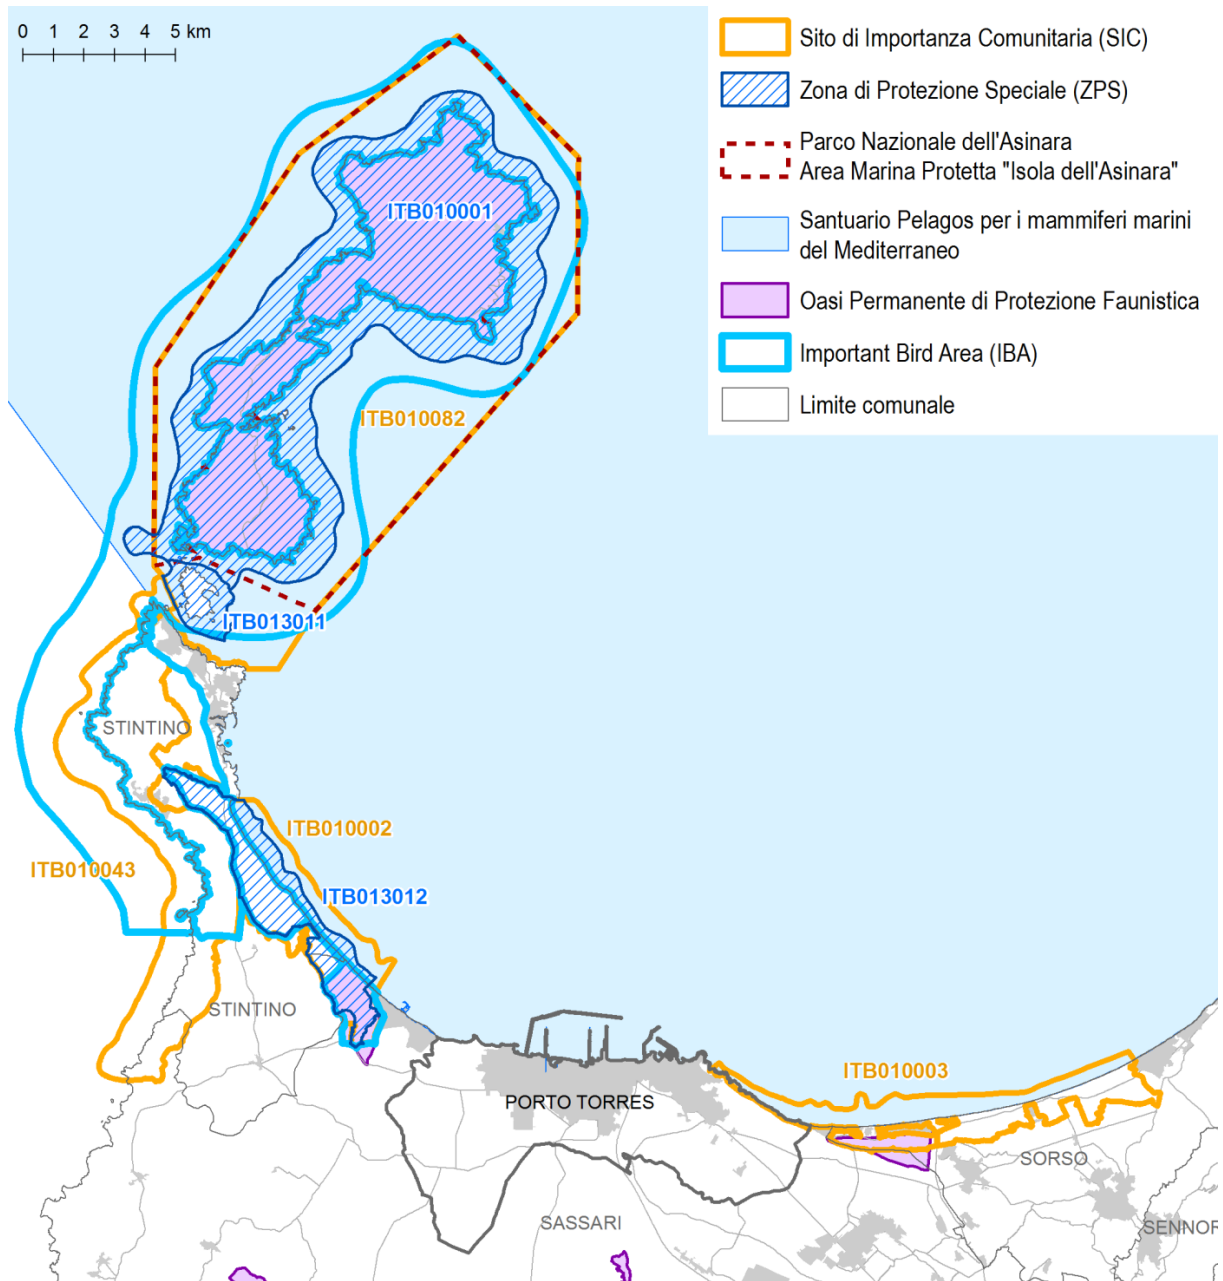 0 1 2 3 4 5 km
Sito di Importanza Comunitaria (SIC)
Zona di Protezione Speciale (ZPS)
Parco Nazionale dell'Asinara
Area Marina Protetta "Isola dell'Asinara"
Santuario Pelagos per i mammiferi marini
del Mediterraneo
Oasi Permanente di Protezione Faunistica
Important Bird Area (IBA)
Limite comunale
ITB010001
ITB010082
ITB013011
STINTINO
ITB010002
ITB010043
ITB013012
STINTINO
ITB010003
PORTO TORRES
SORSO
SASSARI
SENNOR